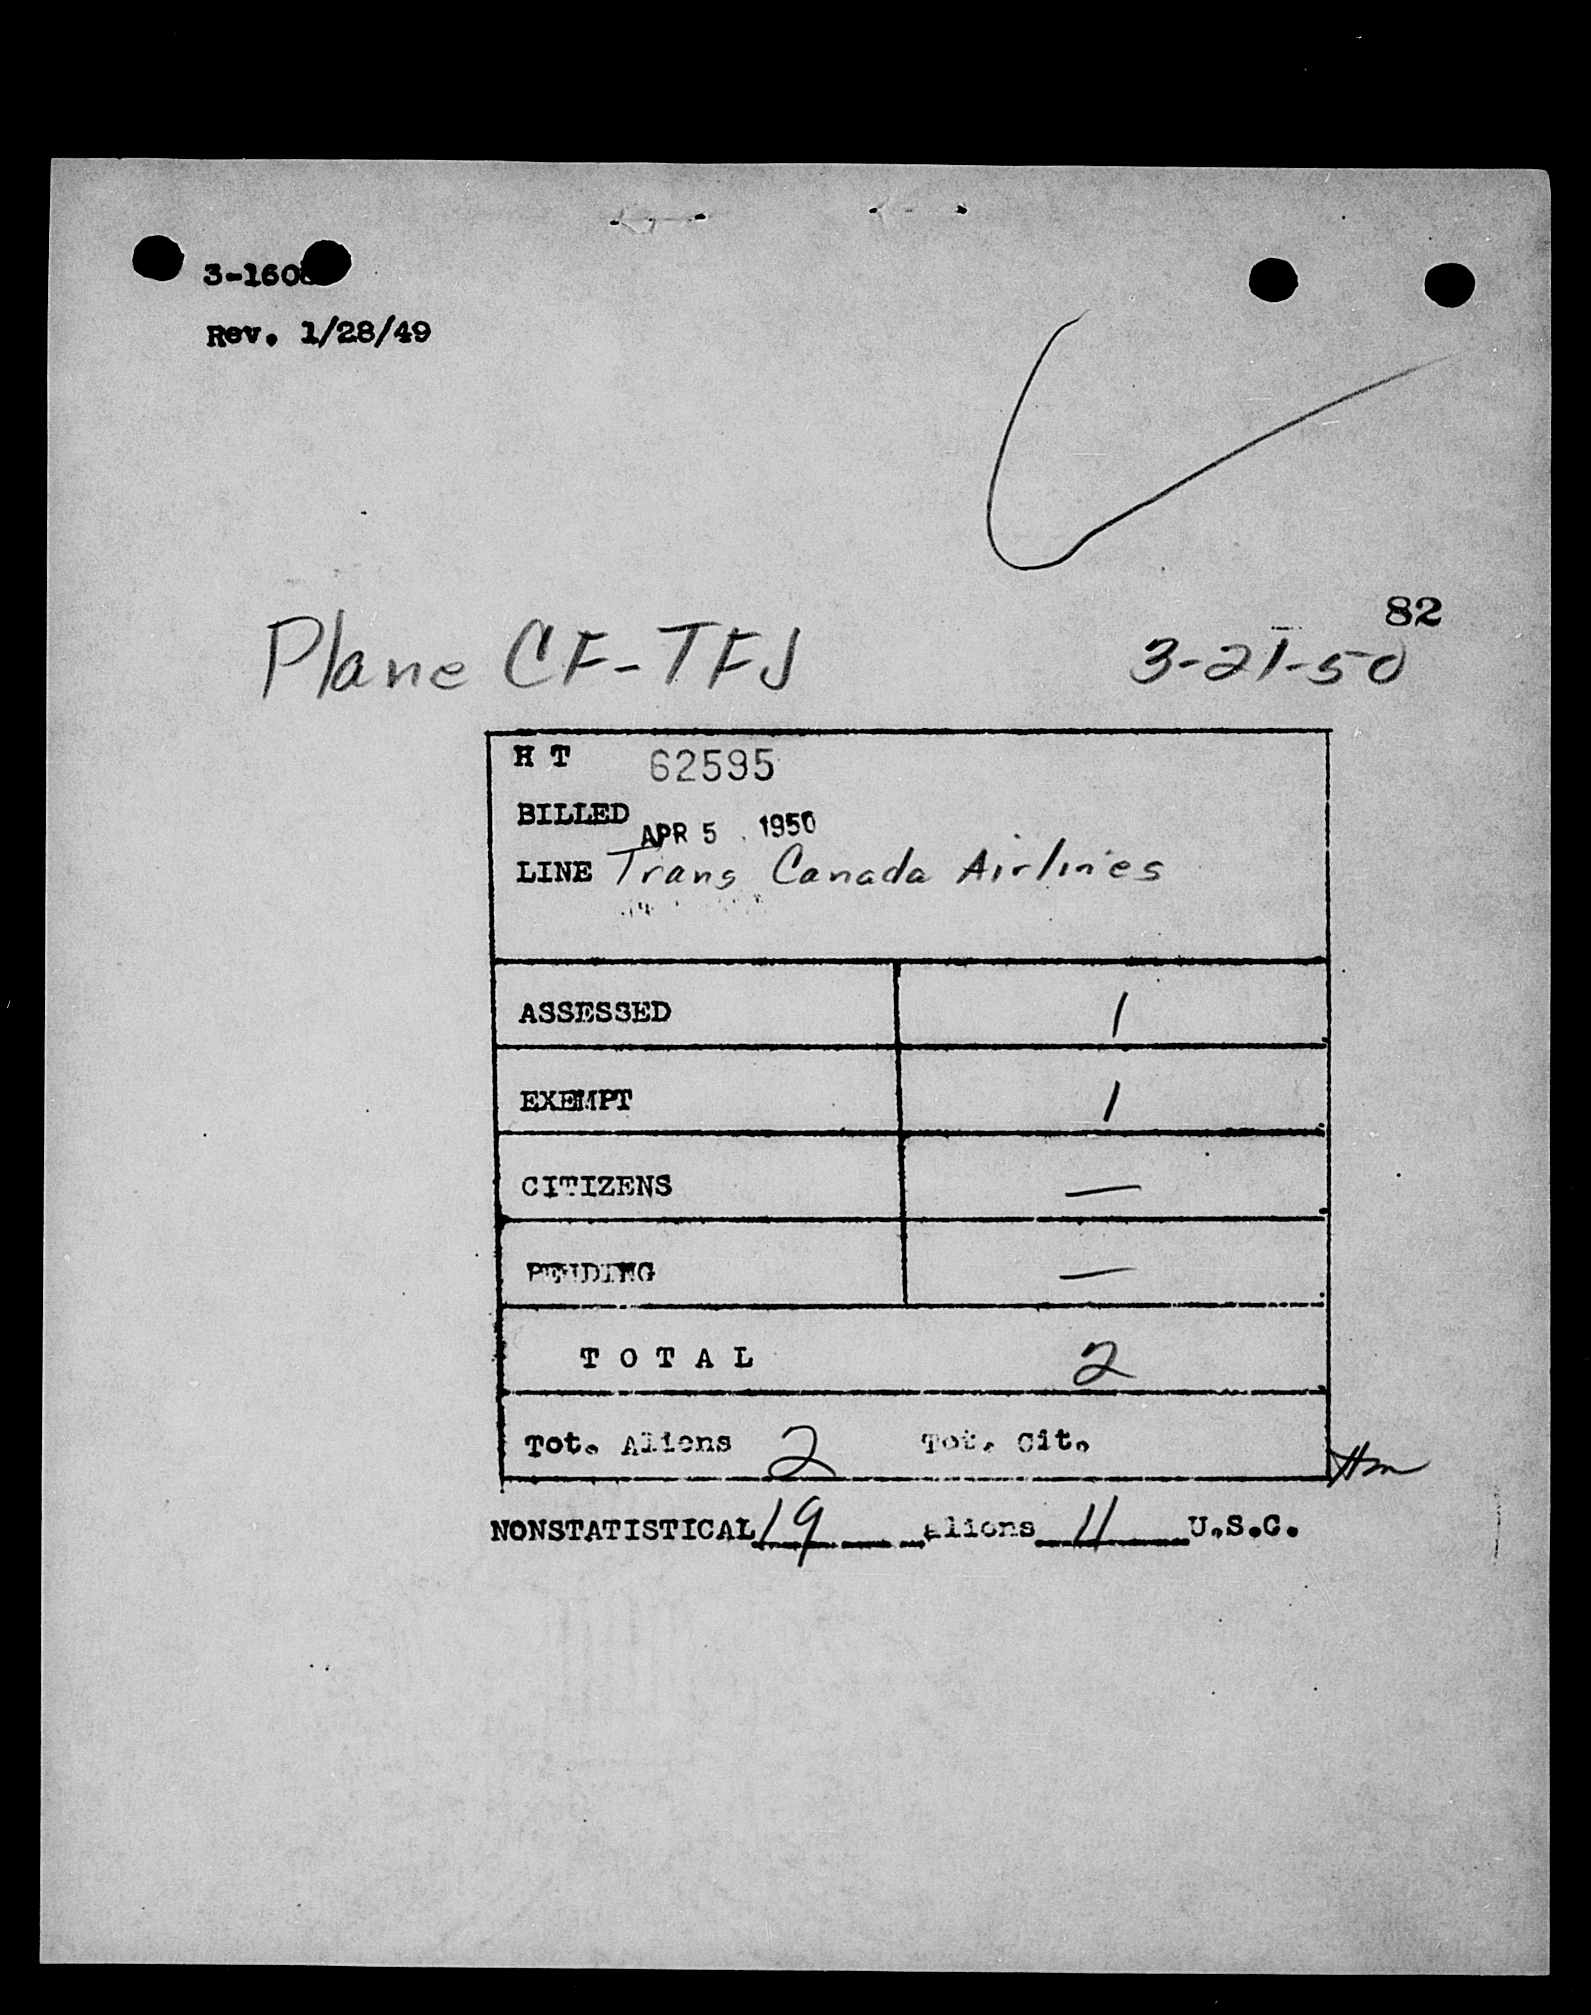 3-160
Rev. 1/28/49
82
Plane CF-TFJ 3-21-50
H T 62595
BILLED APR 5 1950
LINE Trans Canada Airlines
ASSESSED 1
EXEMPT 1
CITIZENS —
PENDING —
T O T A L 2
Tot. Aliens 2 Tot. Cit.
NONSTATISTICAL 19 aliens 11 U.S.C.